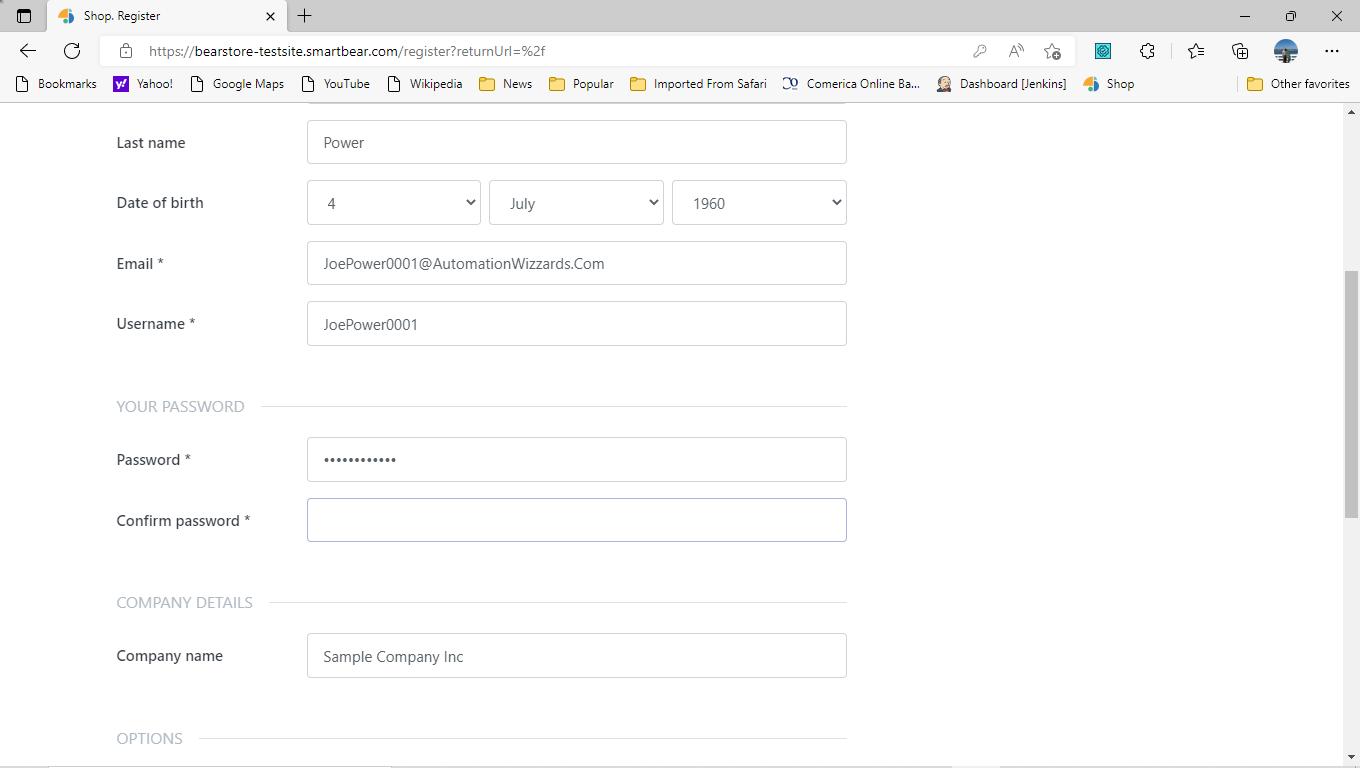 Shop. Register
https://bearstore-testsite.smartbear.com/register?returnUrl=%2f
Bookmarks Yahoo! Google Maps YouTube Wikipedia News Popular Imported From Safari Comerica Online Ba... Dashboard [Jenkins] Shop Other favorites
Last name Power
Date of birth 4 July 1960
Email * JoePower0001@AutomationWizzards.Com
Username * JoePower0001
YOUR PASSWORD
Password * ••••••••••••
Confirm password *
COMPANY DETAILS
Company name Sample Company Inc
OPTIONS